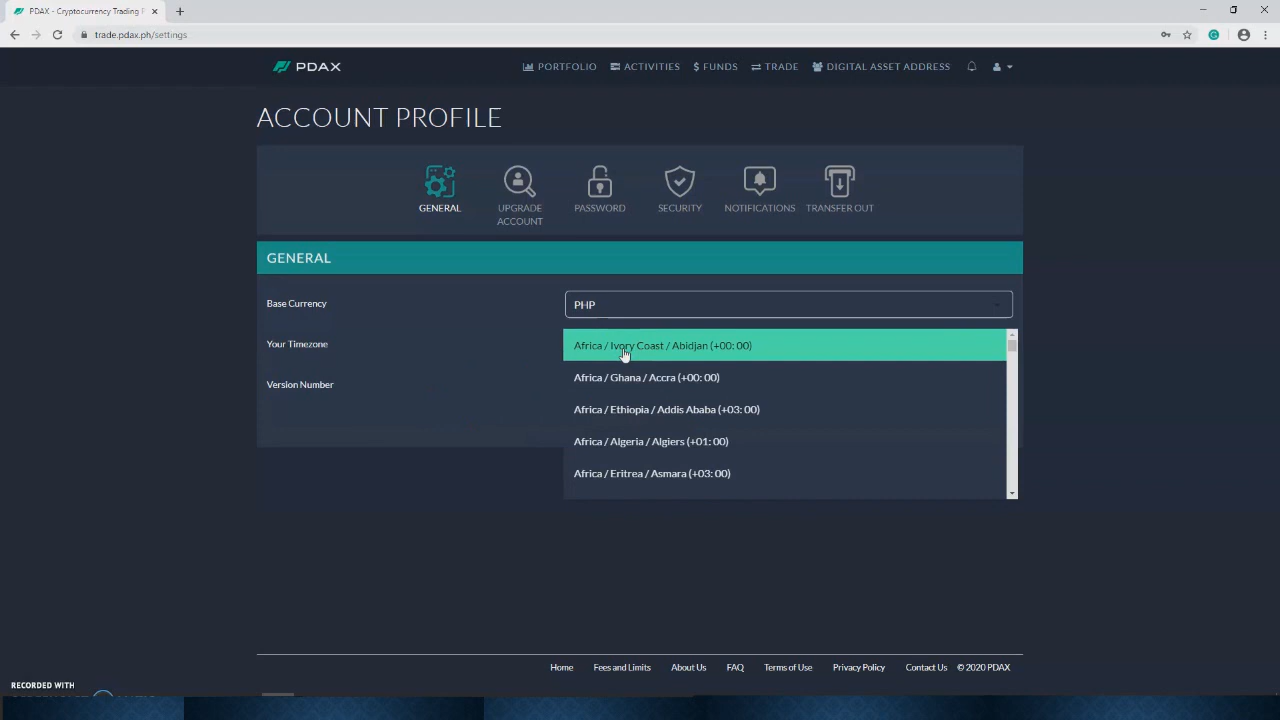 PDAX - Cryptocurrency Trading P
trade.pdax.ph/settings
PDAX
PORTFOLIO
ACTIVITIES
$ FUNDS
TRADE
DIGITAL ASSET ADDRESS
ACCOUNT PROFILE
GENERAL
UPGRADE
ACCOUNT
PASSWORD
SECURITY
NOTIFICATIONS
TRANSFER OUT
GENERAL
Base Currency
PHP
Your Timezone
Africa / Ivory Coast / Abidjan (+00: 00)
Africa / Ghana / Accra (+00: 00)
Version Number
Africa / Ethiopia / Addis Ababa (+03: 00)
Africa / Algeria / Algiers (+01: 00)
Africa / Eritrea / Asmara (+03: 00)
Home
Fees and Limits
About Us
FAQ
Terms of Use
Privacy Policy
Contact Us
© 2020 PDAX
RECORDED WITH